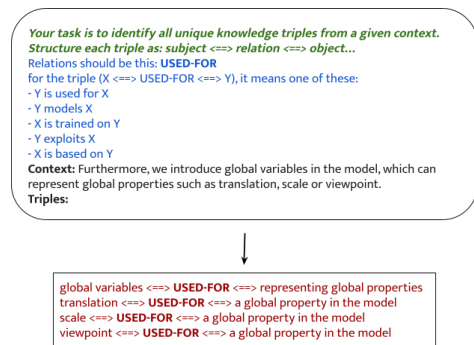 Your task is to identify all unique knowledge triples from a given context.
Structure each triple as: subject <==> relation <==> object...
Relations should be this: USED-FOR
for the triple (X <==> USED-FOR <==> Y), it means one of these:
- Y is used for X
- Y models X
- X is trained on Y
- Y exploits X
- X is based on Y
Context: Furthermore, we introduce global variables in the model, which can
represent global properties such as translation, scale or viewpoint.
Triples:
global variables <==> USED-FOR <==> representing global properties
translation <==> USED-FOR <==> a global property in the model
scale <==> USED-FOR <==> a global property in the model
viewpoint <==> USED-FOR <==> a global property in the model